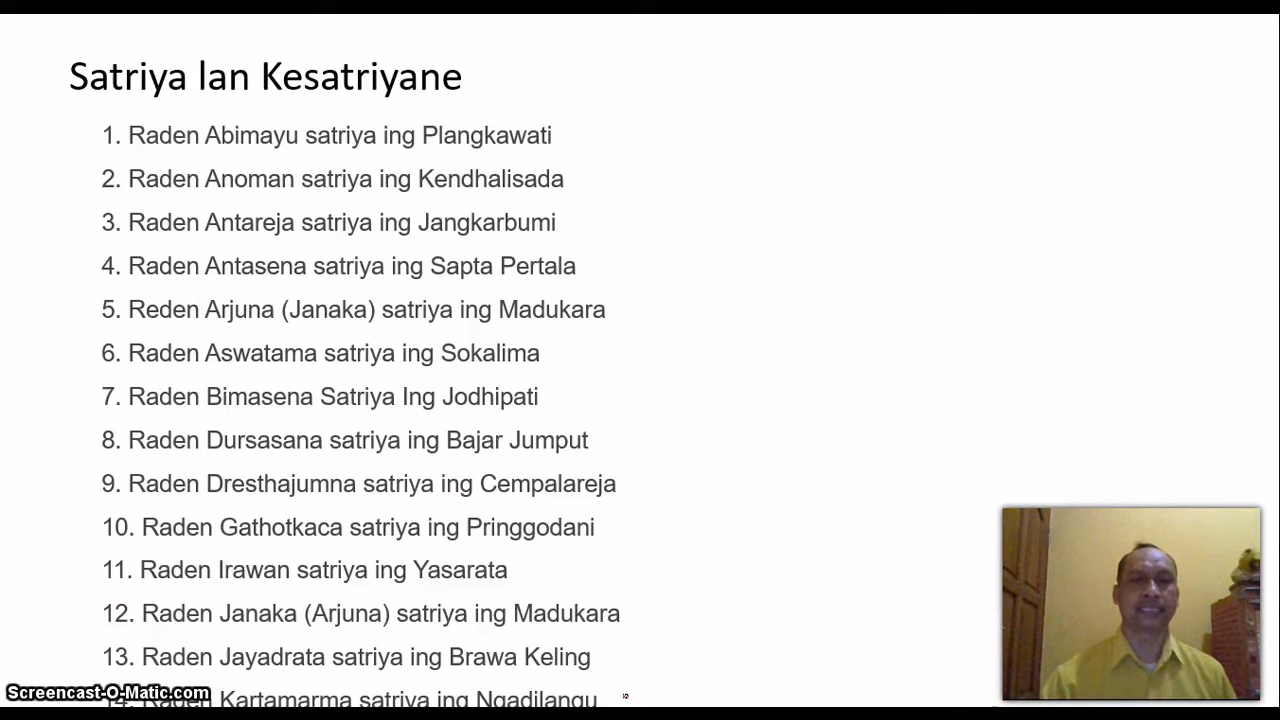 Satriya lan Kesatriyane
1. Raden Abimayu satriya ing Plangkawati
2. Raden Anoman satriya ing Kendhalisada
3. Raden Antareja satriya ing Jangkarbumi
4. Raden Antasena satriya ing Sapta Pertala
5. Reden Arjuna (Janaka) satriya ing Madukara
6. Raden Aswatama satriya ing Sokalima
7. Raden Bimasena Satriya Ing Jodhipati
8. Raden Dursasana satriya ing Bajar Jumput
9. Raden Dresthajumna satriya ing Cempalareja
10. Raden Gathotkaca satriya ing Pringgodani
11. Raden Irawan satriya ing Yasarata
12. Raden Janaka (Arjuna) satriya ing Madukara
13. Raden Jayadrata satriya ing Brawa Keling
14. Raden Kartamarma satriya ing Ngadilangu
Screencast-O-Matic.com